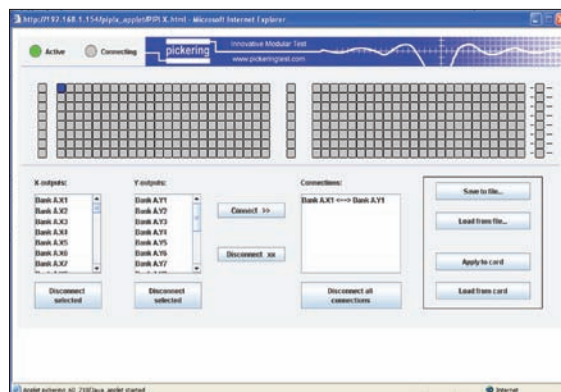 http://192.168.1.154/piplx_applet/PIPLX.html - Microsoft Internet Explorer
Active
Connecting
pickering
Innovative Modular Test
www.pickeringtest.com
X outputs:
Y outputs:
Connections:
Bank A.X1
Bank A.X2
Bank A.X3
Bank A.X4
Bank A.X5
Bank A.X6
Bank A.X7
Bank A.Y1
Bank A.Y2
Bank A.Y3
Bank A.Y4
Bank A.Y5
Bank A.Y6
Bank A.Y7
Connect >>
Disconnect xx
Bank A.X1 <==> Bank A.Y1
Save to file...
Load from file...
Apply to card
Load from card
Disconnect
selected
Disconnect
selected
Disconnect all
connections
Internet